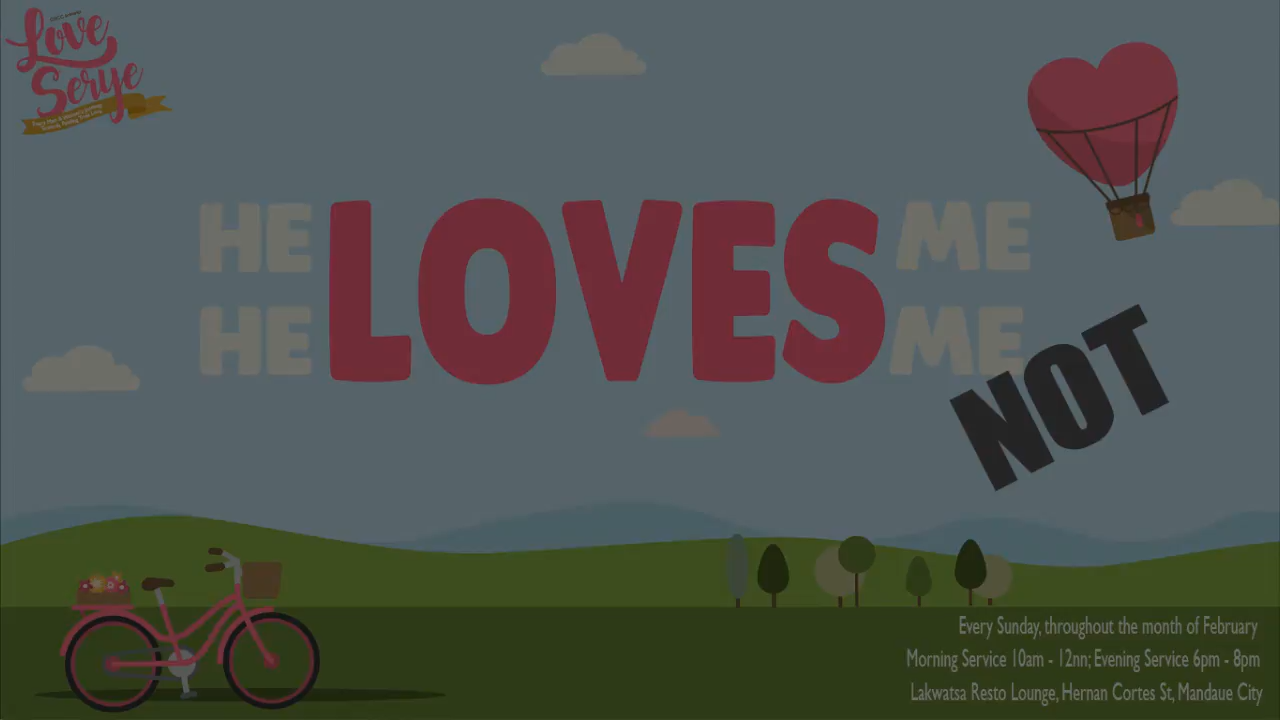 Love
Serye
HE LOVES ME
HE ME
NOT
Every Sunday, throughout the month of February
Morning Service 10am - 12nn; Evening Service 6pm - 8pm
Lakwatsa Resto Lounge, Hernan Cortes St, Mandaue City